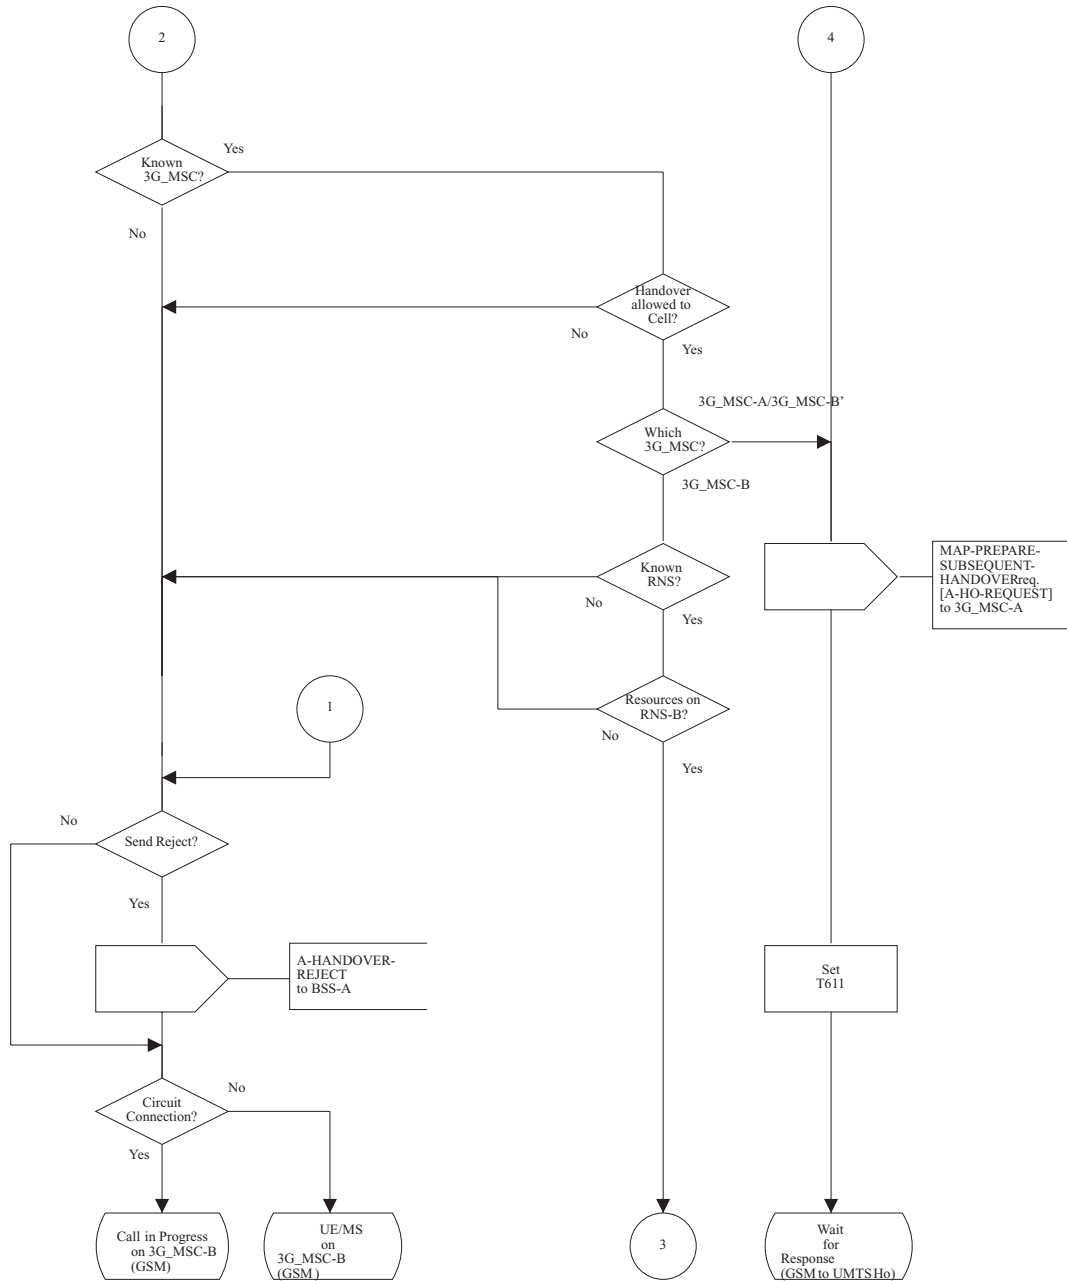 2
4
Known
3G_MSC?
Yes
No
Handover
allowed to
Cell?
No
Yes
3G_MSC-A/3G_MSC-B’
Which
3G_MSC?
3G_MSC-B
Known
RNS?
No
Yes
MAP-PREPARE-
SUBSEQUENT-
HANDOVERreq.
[A-HO-REQUEST]
to 3G_MSC-A
1
Resources on
RNS-B?
No
Yes
No
Send Reject?
Yes
A-HANDOVER-
REJECT
to BSS-A
Set
T611
Circuit
Connection?
No
Yes
Call in Progress
on 3G_MSC-B
(GSM)
UE/MS
on
3G_MSC-B
(GSM )
3
Wait
for
Response
(GSM to UMTS Ho)